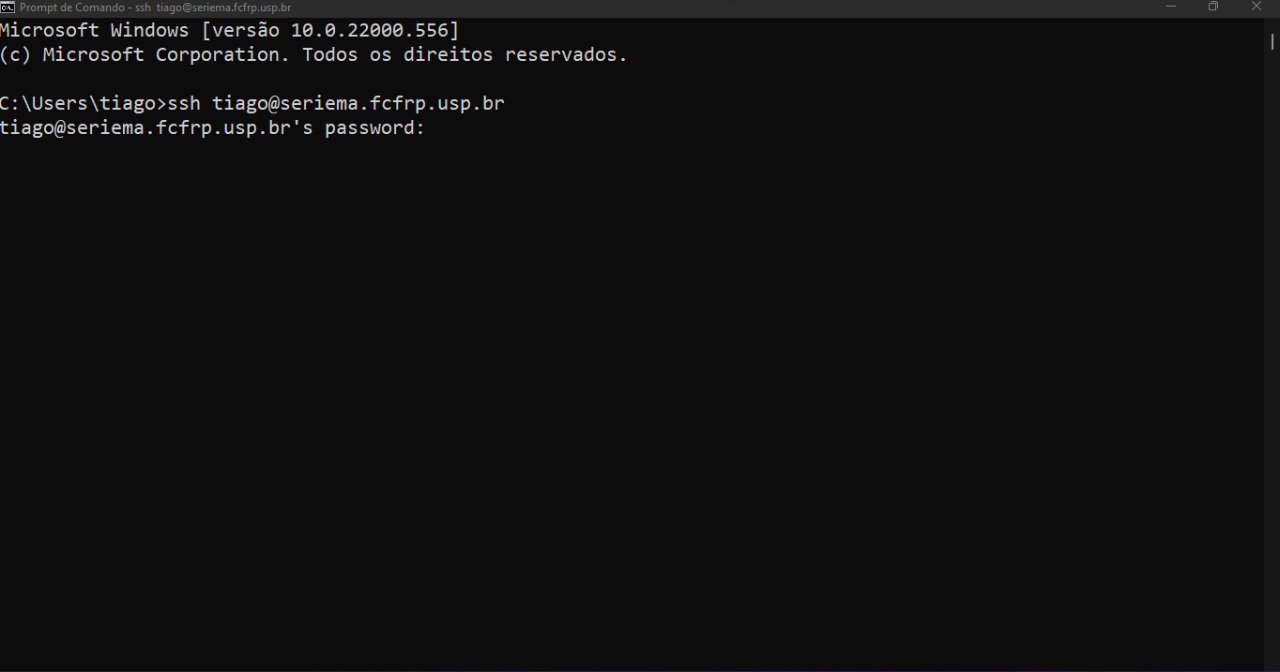 Prompt de Comando - ssh tiago@seriema.fcfrp.usp.br
Microsoft Windows [versão 10.0.22000.556]
(c) Microsoft Corporation. Todos os direitos reservados.
C:\Users\tiago>ssh tiago@seriema.fcfrp.usp.br
tiago@seriema.fcfrp.usp.br's password: